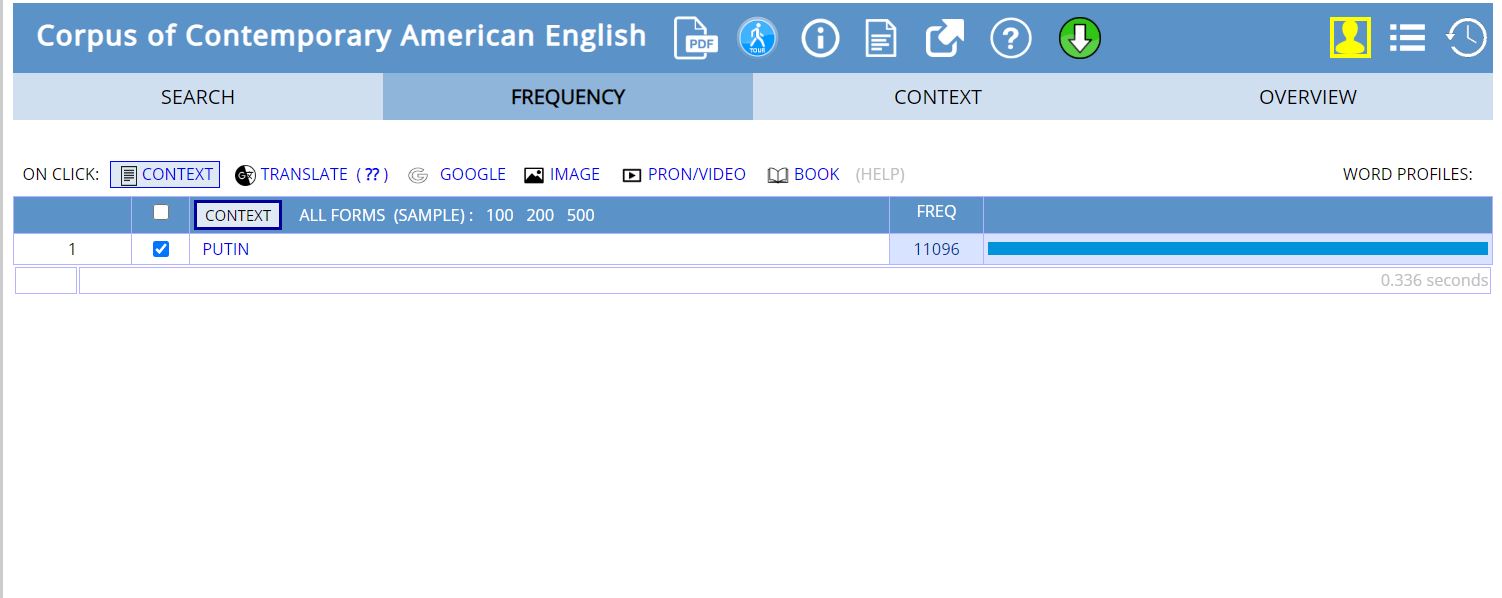 Corpus of Contemporary American English PDF TOUR
SEARCH FREQUENCY CONTEXT OVERVIEW
ON CLICK: CONTEXT TRANSLATE (??) GOOGLE IMAGE PRON/VIDEO BOOK (HELP) WORD PROFILES:
CONTEXT ALL FORMS (SAMPLE) : 100 200 500 FREQ
1 PUTIN 11096
0.336 seconds